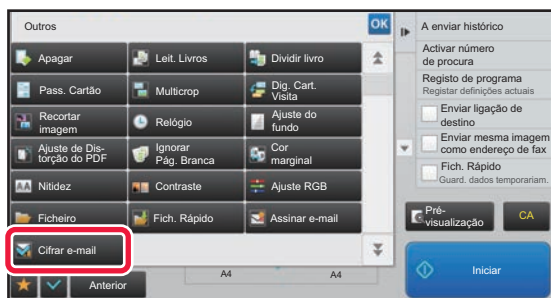 Outros
OK
Apagar
Leit. Livros
Dividir livro
Pass. Cartão
Multicrop
Dig. Cart.
Visita
Recortar
imagem
Relógio
Ajuste do
fundo
Ajuste de Dis-
torção do PDF
Ignorar
Pág. Branca
Cor
marginal
Nitidez
Contraste
Ajuste RGB
Ficheiro
Fich. Rápido
Assinar e-mail
Cifrar e-mail
Anterior
A4
A4
A enviar histórico
Activar número
de procura
Registo de programa
Registar definições actuais
Enviar ligação de
destino
Enviar mesma imagem
como endereço de fax
Fich. Rápido
Guard. dados temporariam.
Pré-
visualização
CA
Iniciar